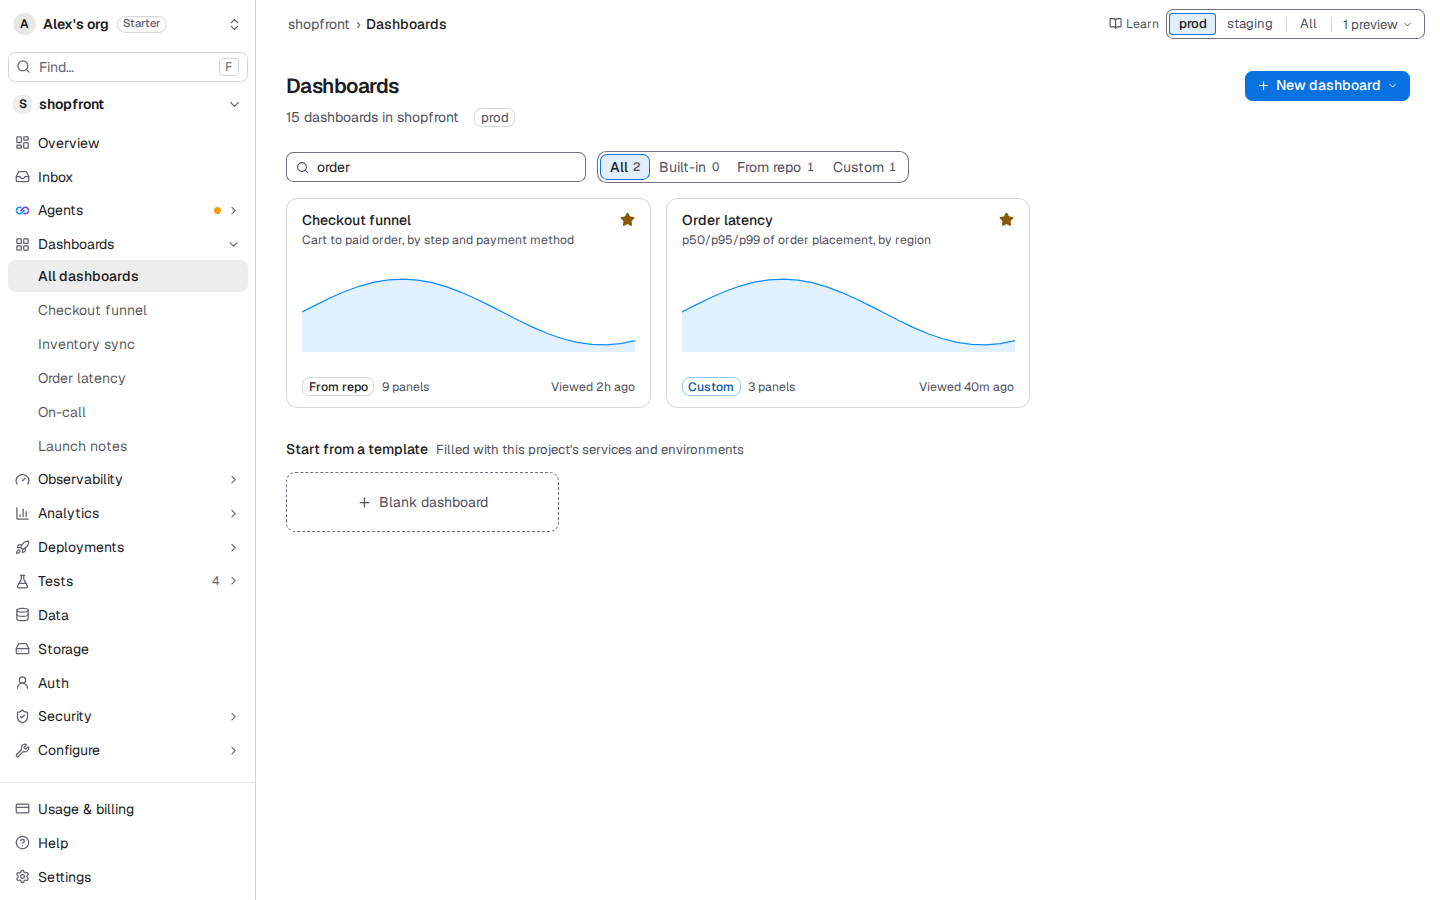 A Alex's org Starter
Find... F
S shopfront
Overview
Inbox
Agents
Dashboards
All dashboards
Checkout funnel
Inventory sync
Order latency
On-call
Launch notes
Observability
Analytics
Deployments
Tests 4
Data
Storage
Auth
Security
Configure
Usage & billing
Help
Settings
shopfront › Dashboards
Learn prod staging All 1 preview
Dashboards
New dashboard
15 dashboards in shopfront prod
order
All 2 Built-in 0 From repo 1 Custom 1
Checkout funnel
Cart to paid order, by step and payment method
From repo 9 panels Viewed 2h ago
Order latency
p50/p95/p99 of order placement, by region
Custom 3 panels Viewed 40m ago
Start from a template Filled with this project's services and environments
Blank dashboard